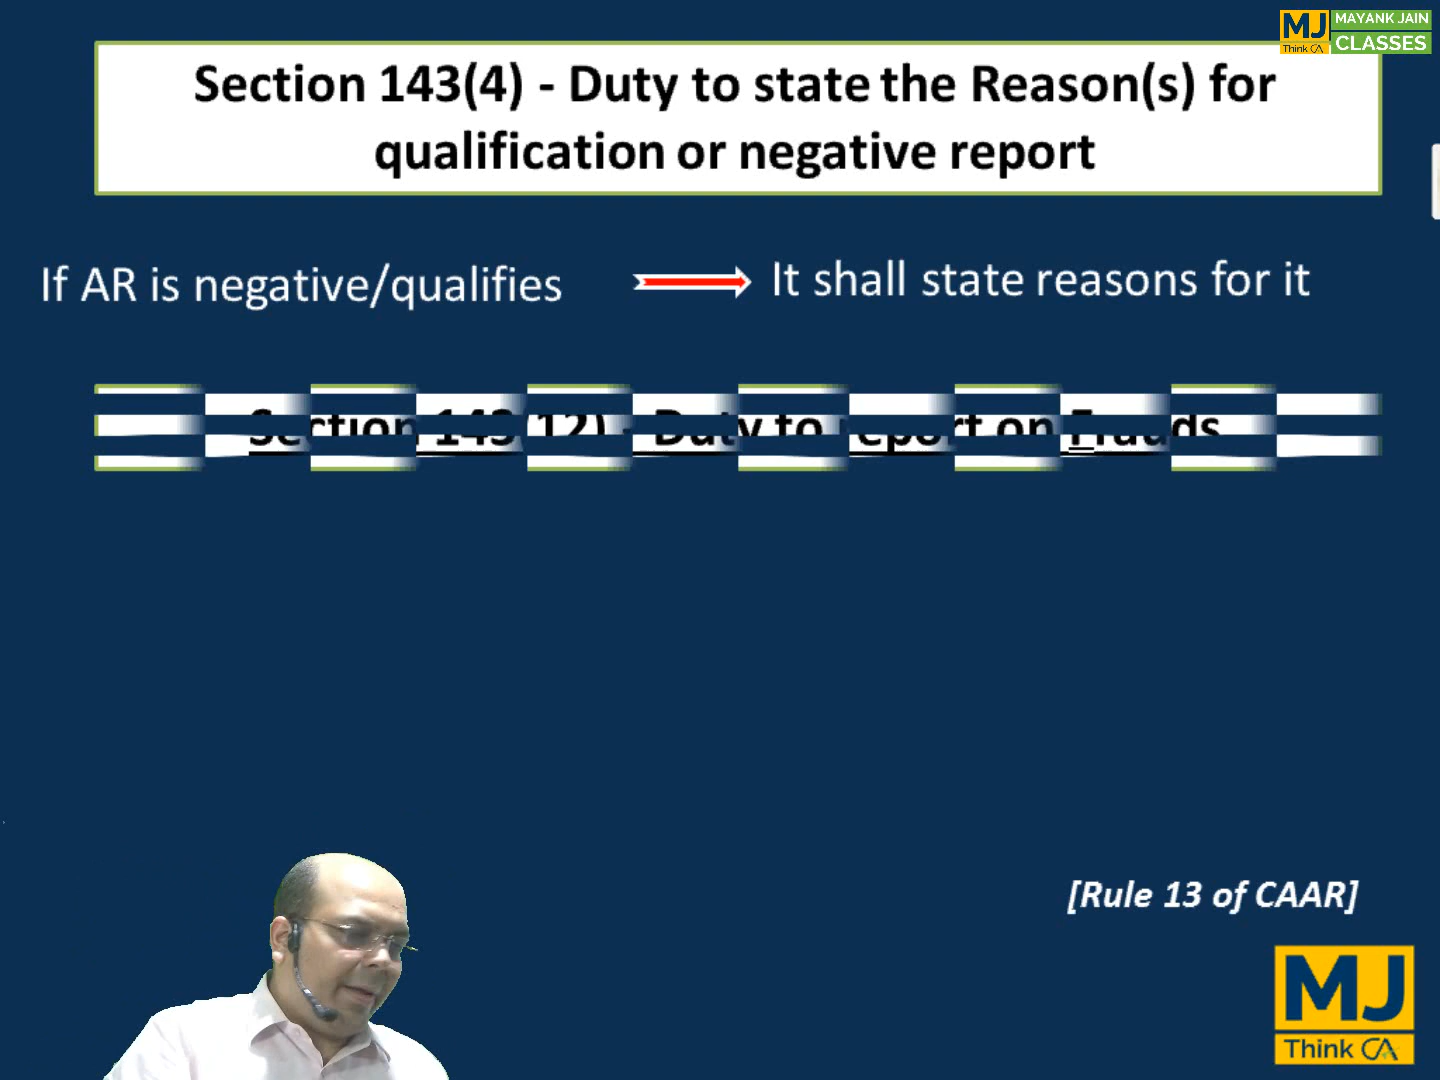 MJ MAYANK JAIN
Think CA CLASSES
Section 143(4) - Duty to state the Reason(s) for
qualification or negative report
If AR is negative/qualifies It shall state reasons for it
Section 143(12) - Duty to report on Frauds
[Rule 13 of CAAR]
MJ
Think CA